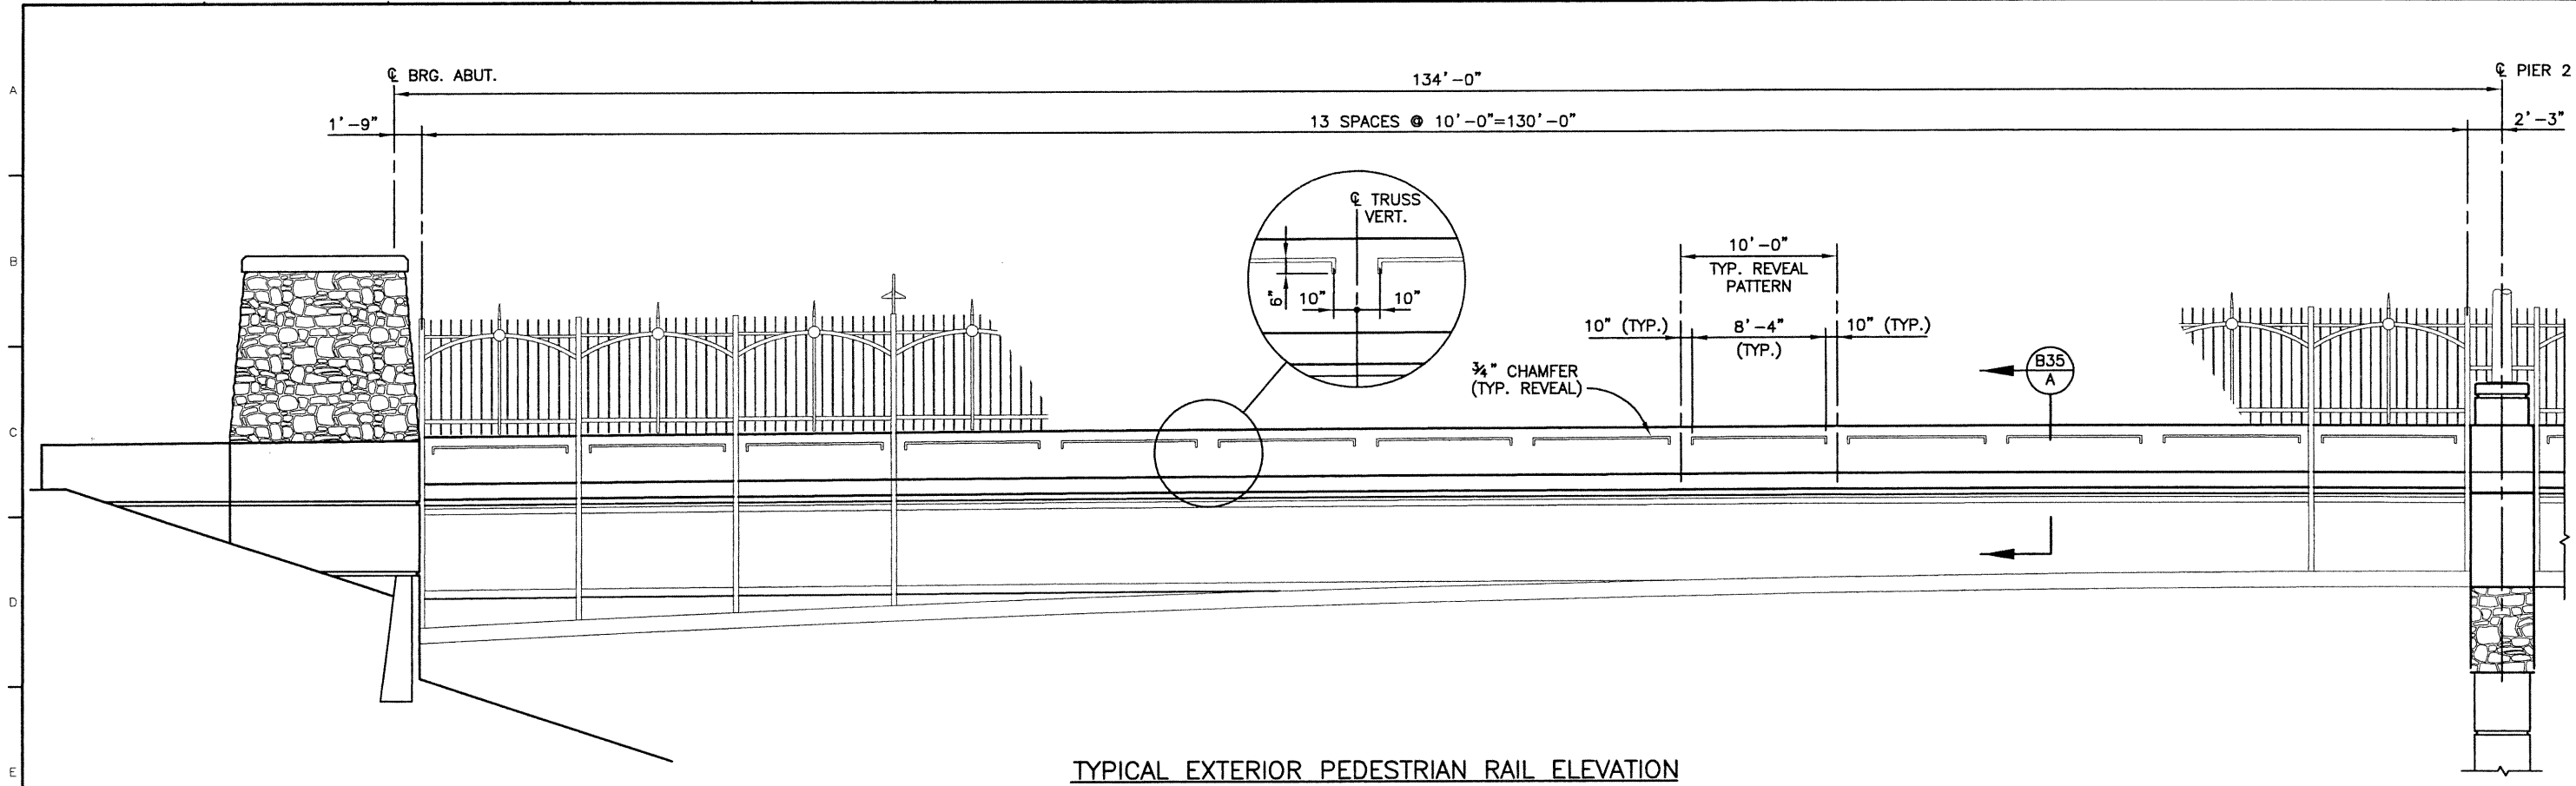 ℄ BRG. ABUT.
134'-0"
℄ PIER 2
1'-9"
13 SPACES @ 10'-0"=130'-0"
2'-3"
℄ TRUSS
VERT.
6"
10"
10"
10'-0"
TYP. REVEAL
PATTERN
10" (TYP.)
8'-4"
(TYP.)
10" (TYP.)
¾" CHAMFER
(TYP. REVEAL)
B35
A
A
B
C
D
E
TYPICAL EXTERIOR PEDESTRIAN RAIL ELEVATION